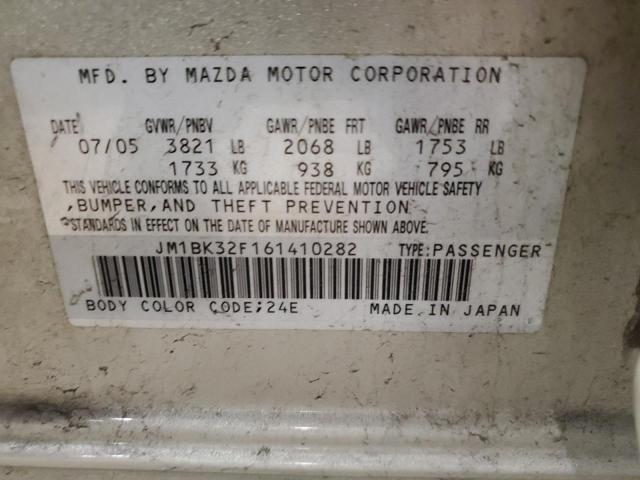 MFD. BY MAZDA MOTOR CORPORATION
DATE GVWR/PNBV GAWR/PNBE FRT GAWR/PNBE RR
07/05 3821 LB 2068 LB 1753 LB
1733 KG 938 KG 795 KG
THIS VEHICLE CONFORMS TO ALL APPLICABLE FEDERAL MOTOR VEHICLE SAFETY
,BUMPER,AND THEFT PREVENTION
STANDARDS IN EFFECT ON THE DATE OF MANUFACTURE SHOWN ABOVE.
JM1BK32F161410282 TYPE:PASSENGER
BODY COLOR CODE;24E MADE IN JAPAN